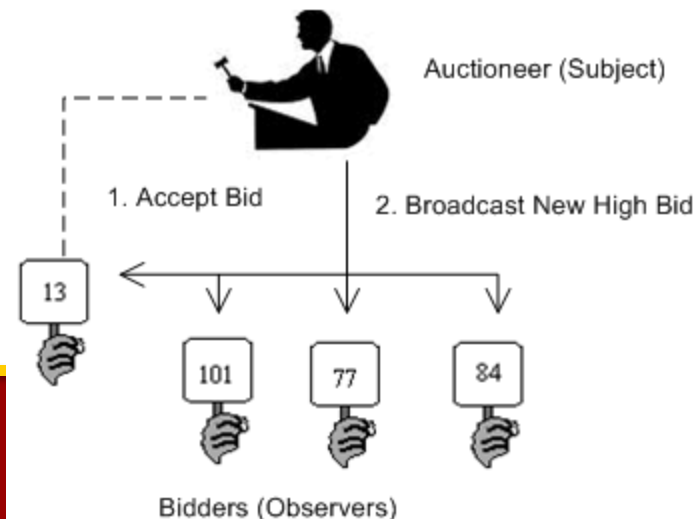 Auctioneer (Subject)
1. Accept Bid
2. Broadcast New High Bid
13
101
77
84
Bidders (Observers)